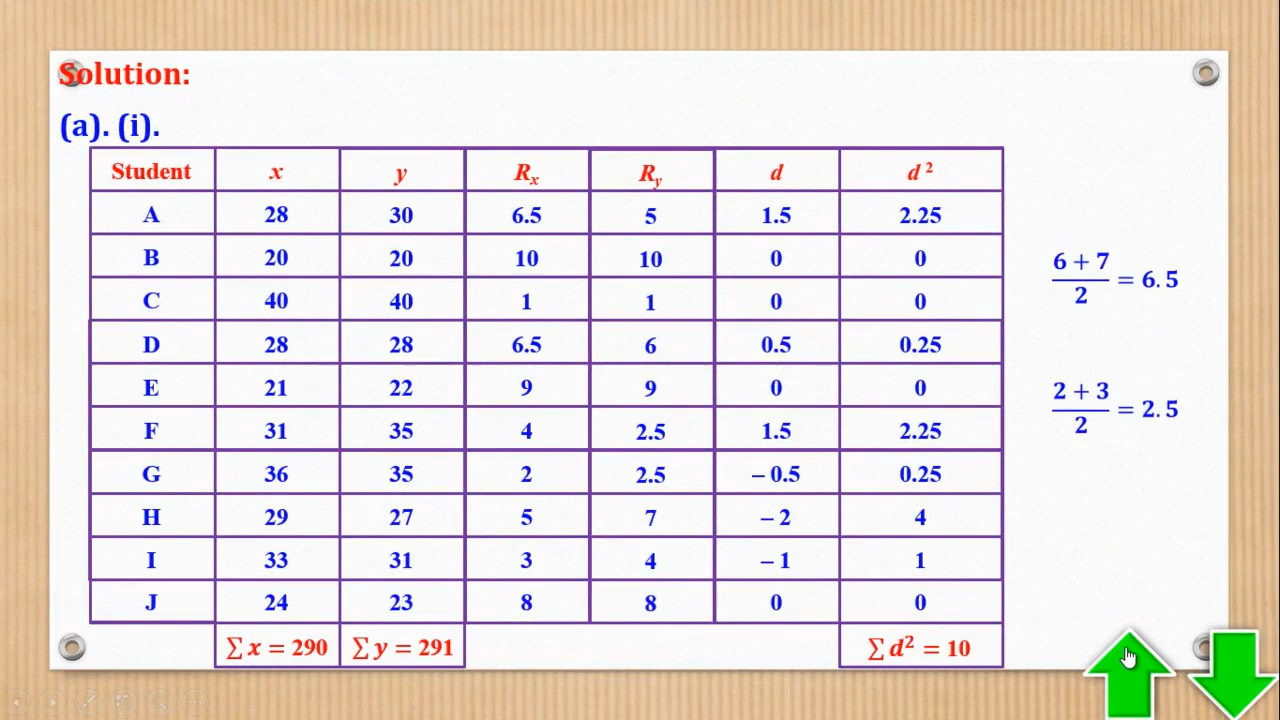 Solution:
(a). (i).
Student x y Rₓ R_y d d²
A 28 30 6.5 5 1.5 2.25
B 20 20 10 10 0 0
C 40 40 1 1 0 0
D 28 28 6.5 6 0.5 0.25
E 21 22 9 9 0 0
F 31 35 4 2.5 1.5 2.25
G 36 35 2 2.5 – 0.5 0.25
H 29 27 5 7 – 2 4
I 33 31 3 4 – 1 1
J 24 23 8 8 0 0
∑ x = 290 ∑ y = 291 ∑ d² = 10
(6 + 7)/2 = 6.5
(2 + 3)/2 = 2.5